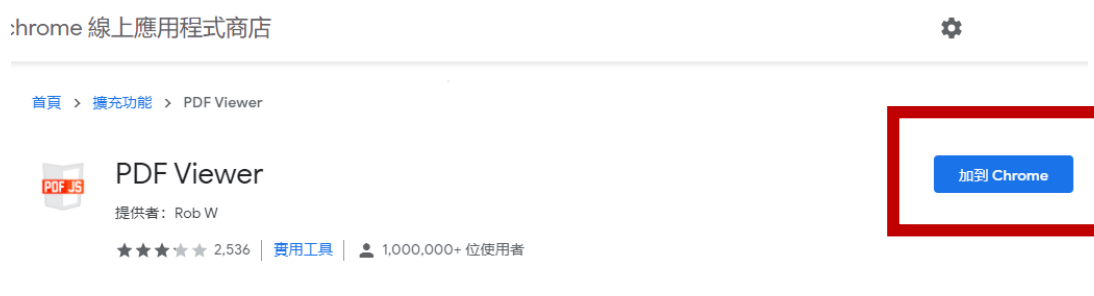 chrome 線上應用程式商店
首頁 > 擴充功能 > PDF Viewer
PDF JS
PDF Viewer
加到 Chrome
提供者：Rob W
2,536 | 實用工具 | 1,000,000+ 位使用者